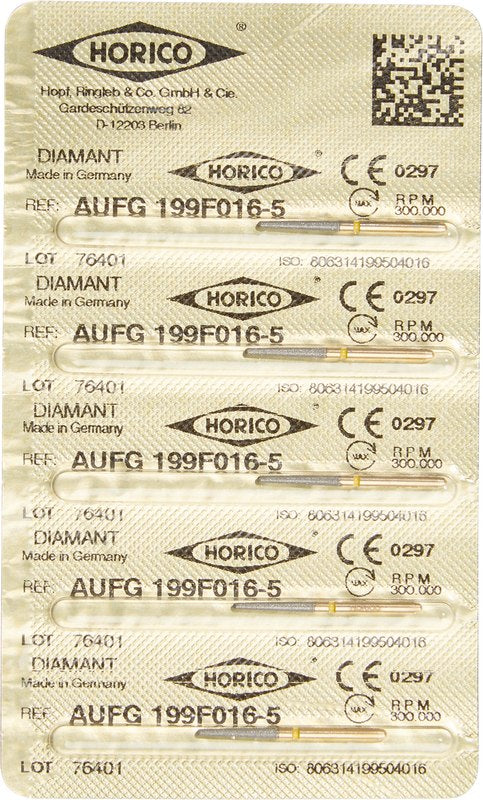 HORICO ®
Hopf, Ringleb & Co. GmbH & Cie.
Gardeschützenweg 82
D-12203 Berlin
DIAMANT
Made in Germany
HORICO ®
CE 0297
REF: AUFG 199F016-5
MAX RPM
300.000
LOT 76401
ISO: 806314199504016
DIAMANT
Made in Germany
HORICO ®
CE 0297
REF: AUFG 199F016-5
MAX RPM
300.000
LOT 76401
ISO: 806314199504016
DIAMANT
Made in Germany
HORICO ®
CE 0297
REF: AUFG 199F016-5
MAX RPM
300.000
LOT 76401
ISO: 806314199504016
DIAMANT
Made in Germany
HORICO ®
CE 0297
REF: AUFG 199F016-5
MAX RPM
300.000
LOT 76401
ISO: 806314199504016
DIAMANT
Made in Germany
HORICO ®
CE 0297
REF: AUFG 199F016-5
MAX RPM
300.000
LOT 76401
ISO: 806314199504016